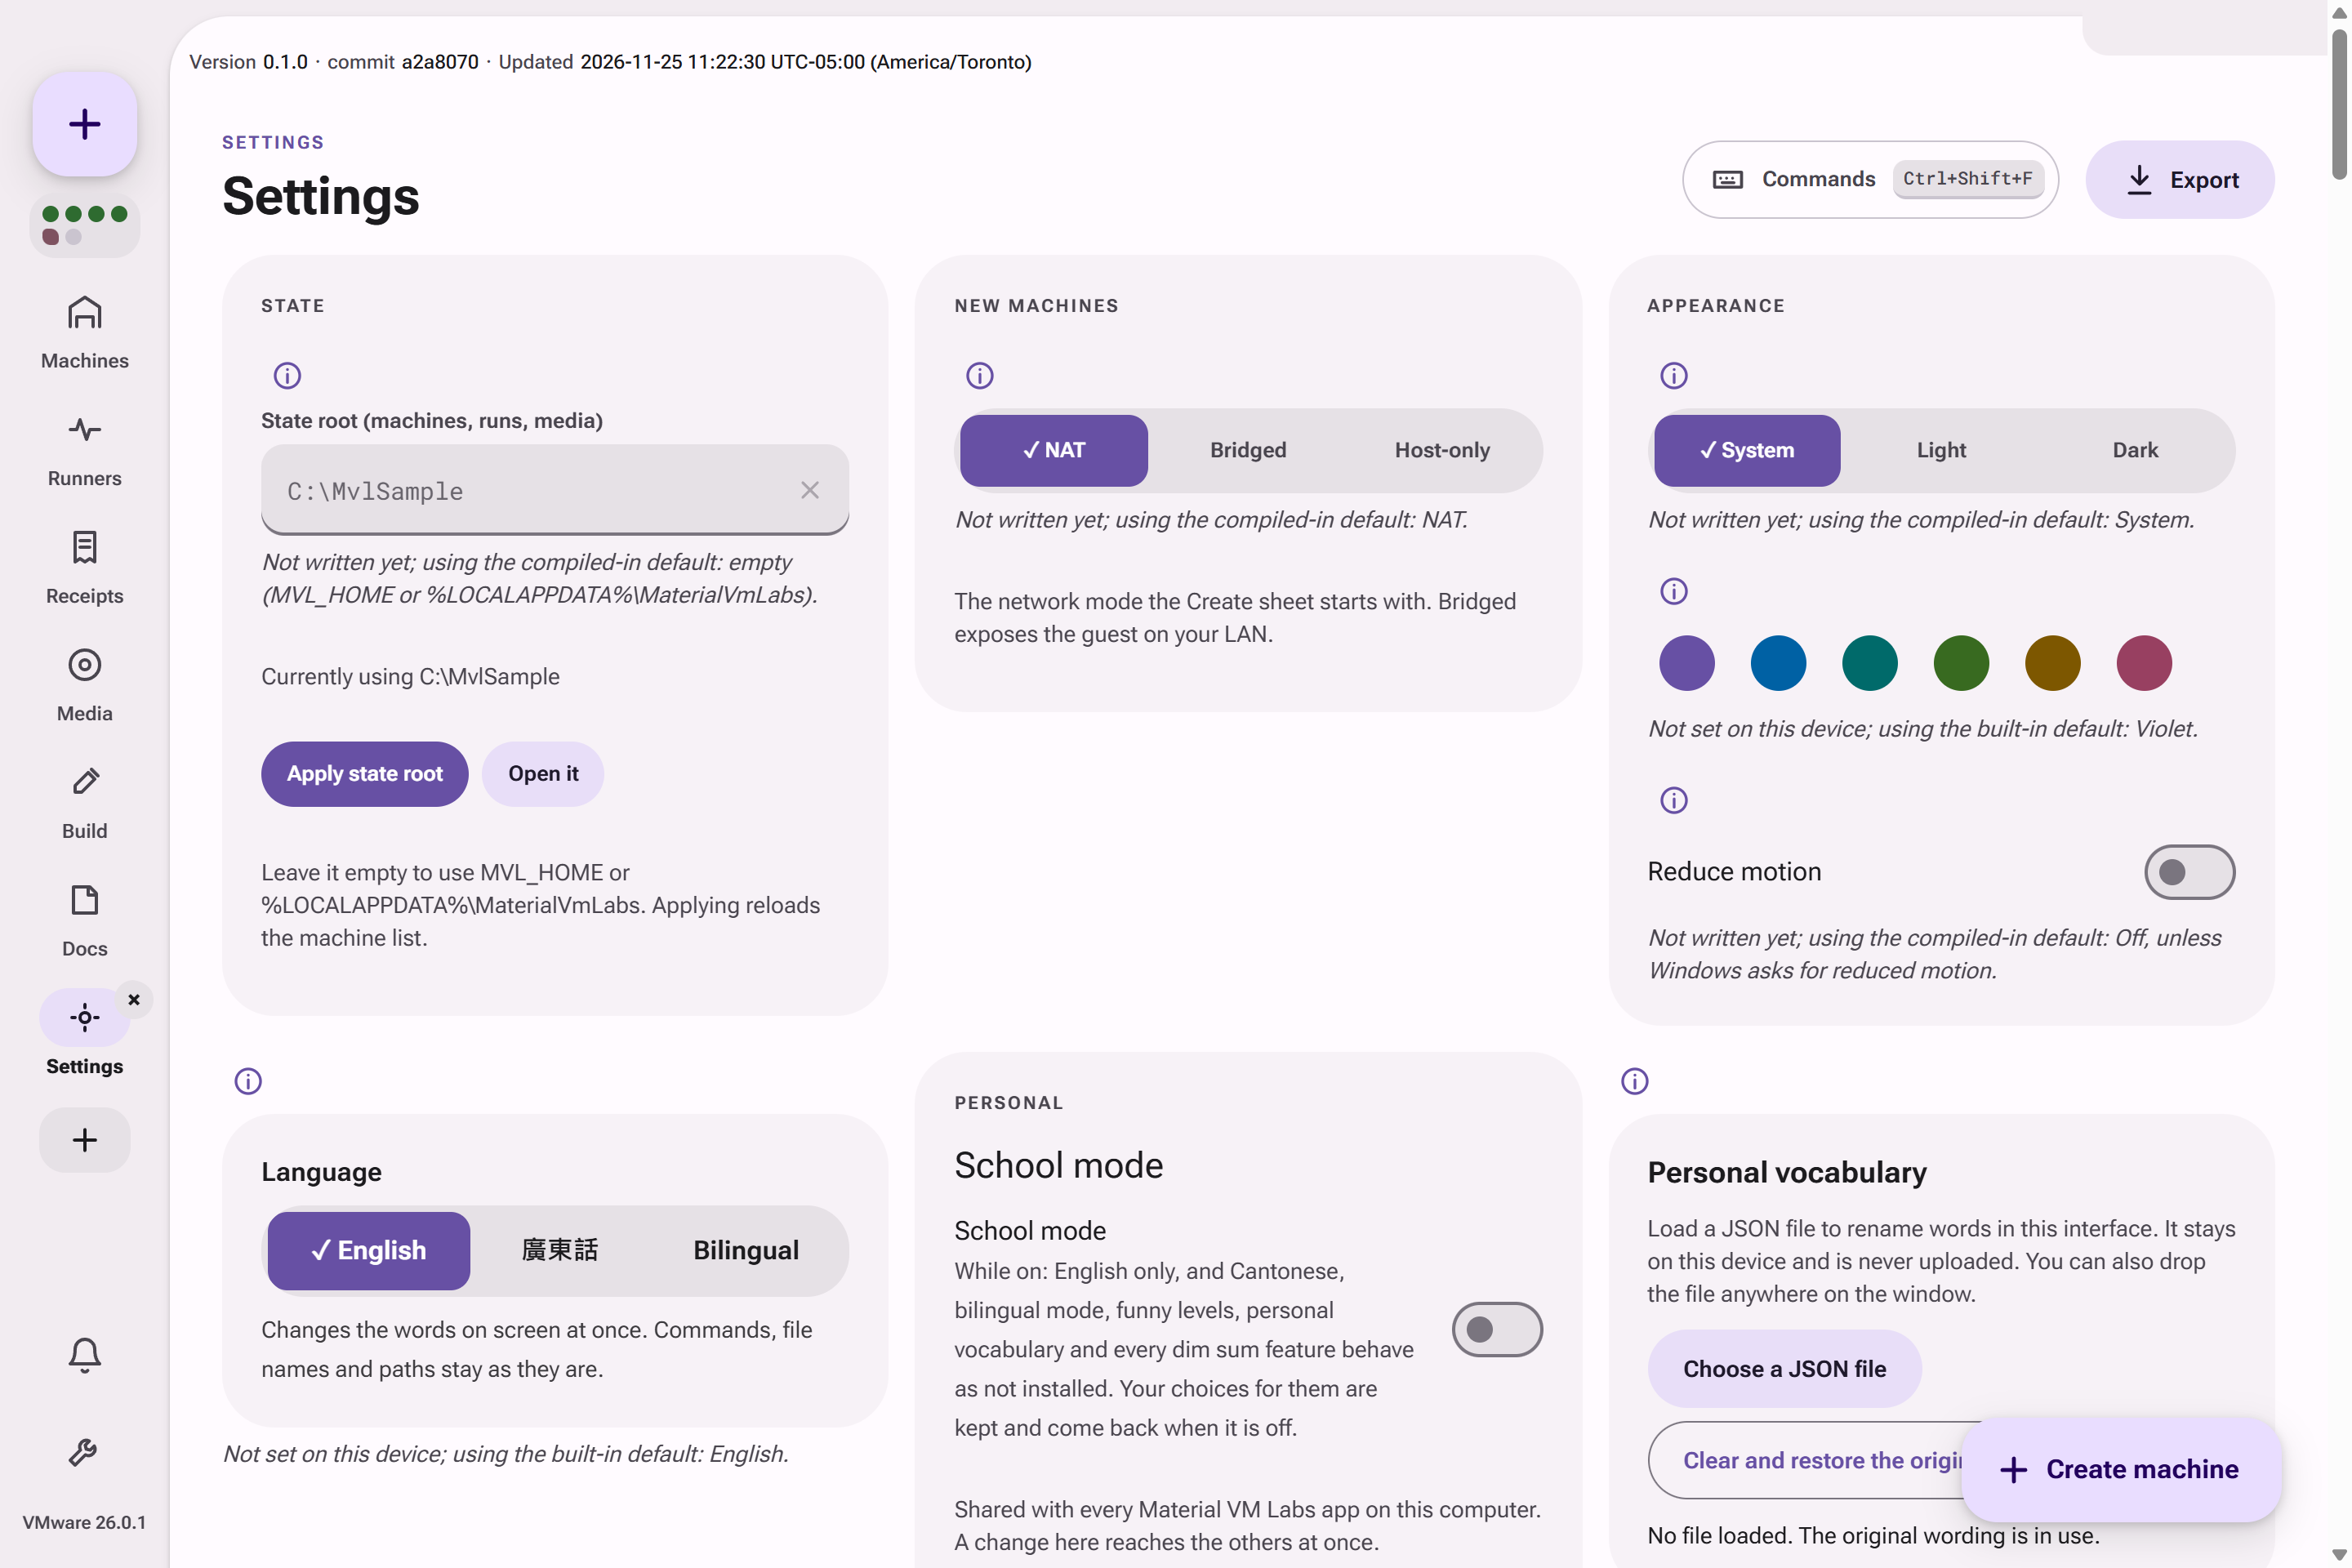 Version 0.1.0 · commit a2a8070 · Updated 2026-11-25 11:22:30 UTC-05:00 (America/Toronto)
SETTINGS
Settings
Commands Ctrl+Shift+F
Export
Machines
Runners
Receipts
Media
Build
Docs
Settings
VMware 26.0.1
STATE
State root (machines, runs, media)
C:\MvlSample
Not written yet; using the compiled-in default: empty
(MVL_HOME or %LOCALAPPDATA%\MaterialVmLabs).
Currently using C:\MvlSample
Apply state root
Open it
Leave it empty to use MVL_HOME or
%LOCALAPPDATA%\MaterialVmLabs. Applying reloads
the machine list.
NEW MACHINES
✓ NAT Bridged Host-only
Not written yet; using the compiled-in default: NAT.
The network mode the Create sheet starts with. Bridged
exposes the guest on your LAN.
APPEARANCE
✓ System Light Dark
Not written yet; using the compiled-in default: System.
Not set on this device; using the built-in default: Violet.
Reduce motion
Not written yet; using the compiled-in default: Off, unless
Windows asks for reduced motion.
Language
✓ English 廣東話 Bilingual
Changes the words on screen at once. Commands, file
names and paths stay as they are.
Not set on this device; using the built-in default: English.
PERSONAL
School mode
School mode
While on: English only, and Cantonese,
bilingual mode, funny levels, personal
vocabulary and every dim sum feature behave
as not installed. Your choices for them are
kept and come back when it is off.
Shared with every Material VM Labs app on this computer.
A change here reaches the others at once.
Personal vocabulary
Load a JSON file to rename words in this interface. It stays
on this device and is never uploaded. You can also drop
the file anywhere on the window.
Choose a JSON file
Clear and restore the
Create machine
No file loaded. The original wording is in use.